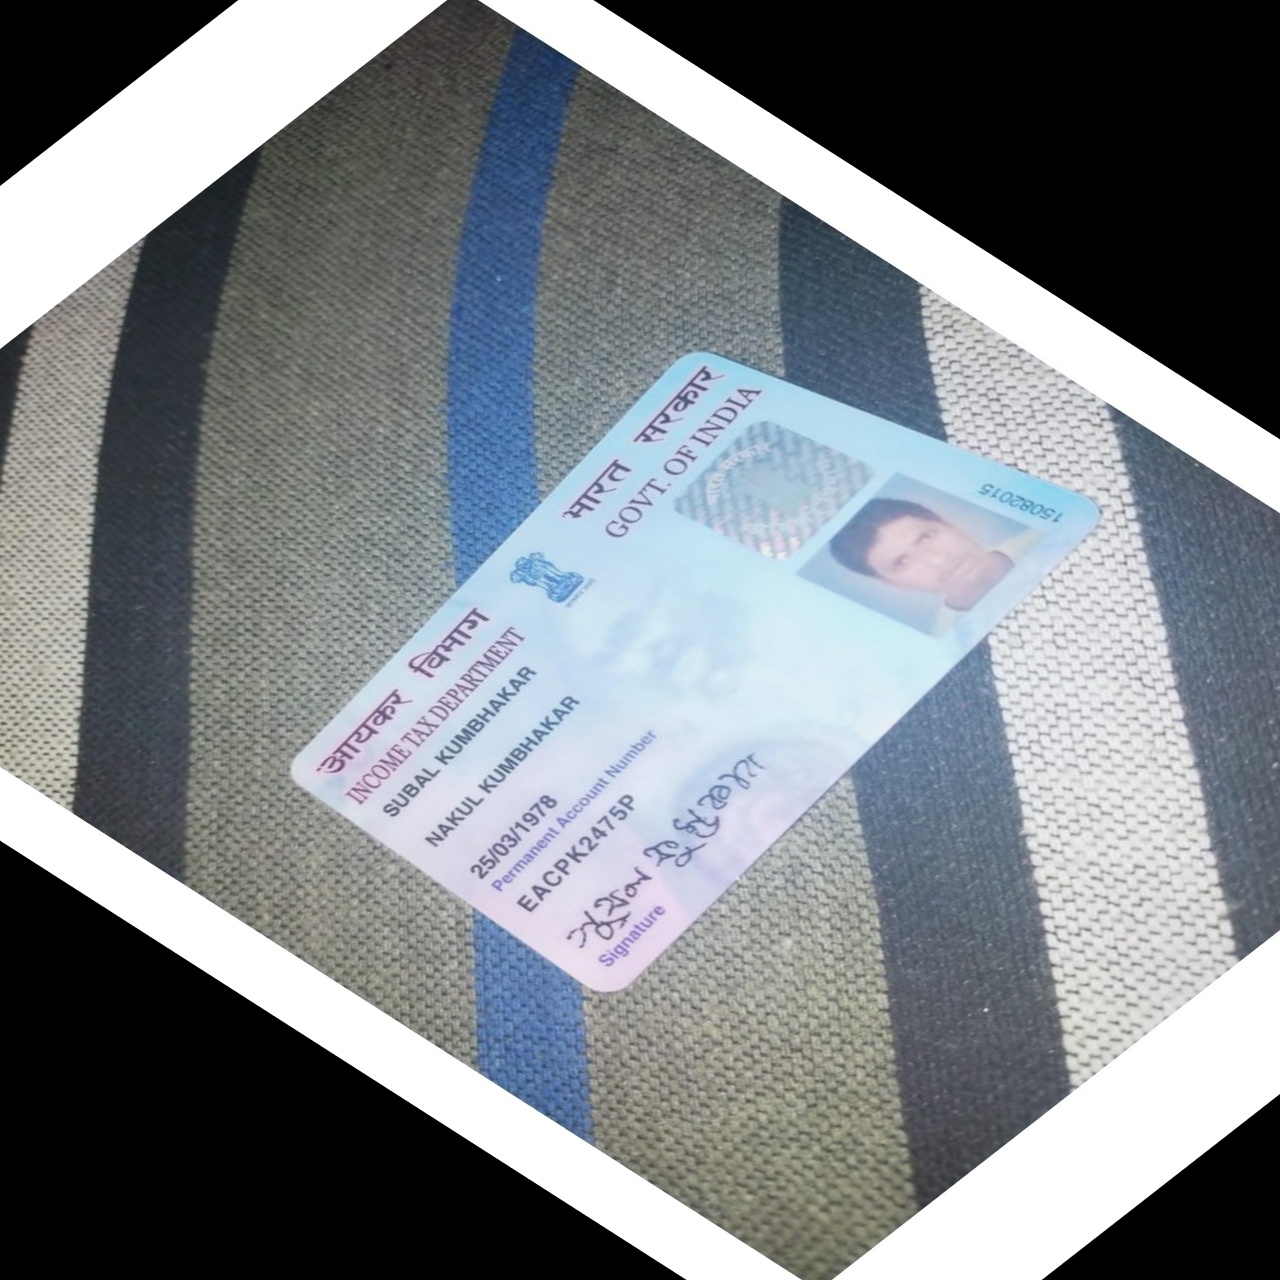 आयकर विभाग
INCOME TAX DEPARTMENT
भारत सरकार
GOVT. OF INDIA
SUBAL KUMBHAKAR
NAKUL KUMBHAKAR
25/03/1978
Permanent Account Number
EACPK2475P
Signature
15082015